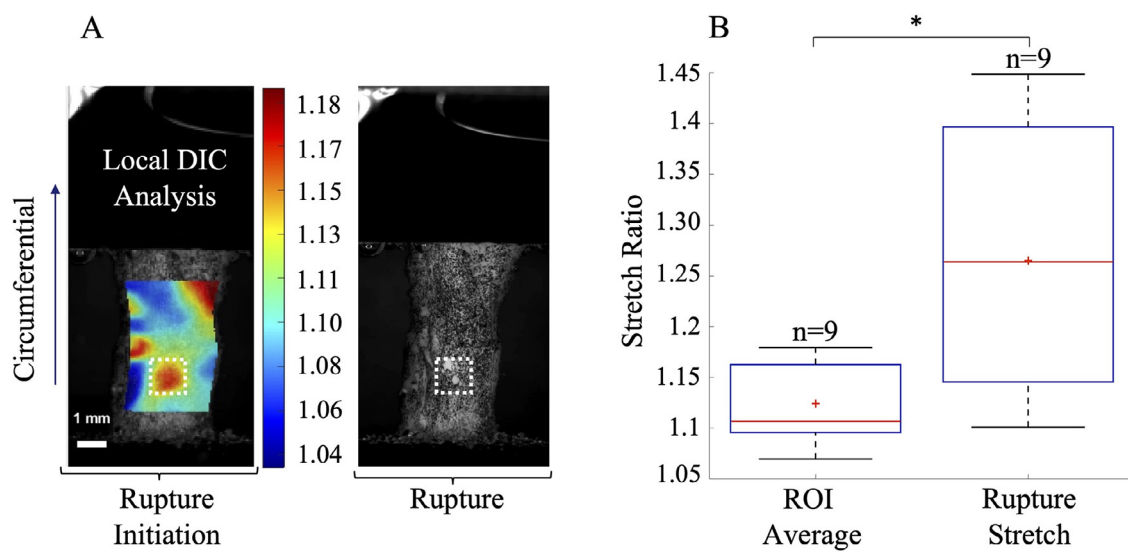 A
Local DIC
Analysis
Circumferential
1 mm
1.18
1.17
1.15
1.13
1.10
1.08
1.06
1.04
Rupture
Initiation
Rupture
B
*
n=9
n=9
Stretch Ratio
1.45
1.4
1.35
1.30
1.25
1.2
1.15
1.1
1.05
ROI
Average
Rupture
Stretch